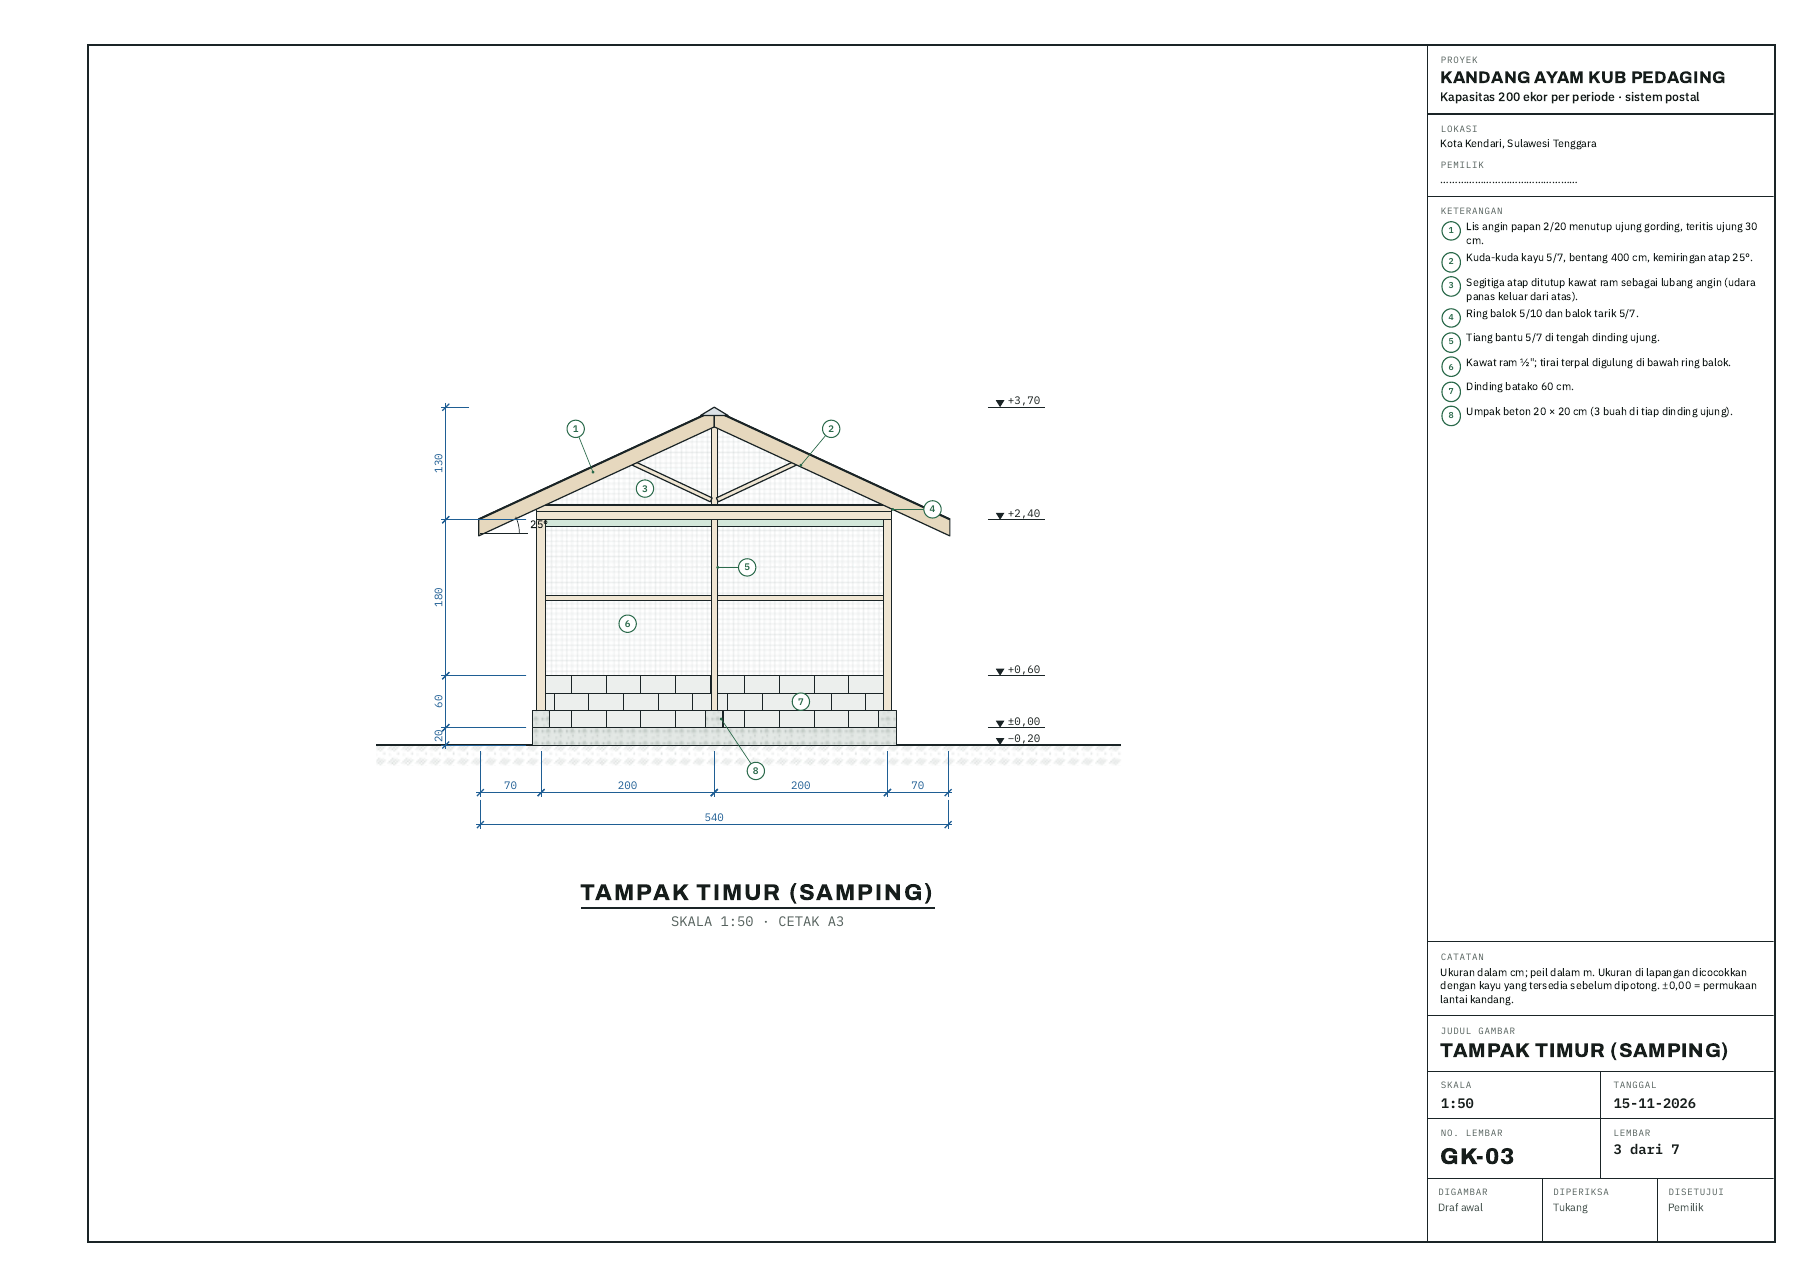 PROYEK
KANDANG AYAM KUB PEDAGING
Kapasitas 200 ekor per periode · sistem postal
LOKASI
Kota Kendari, Sulawesi Tenggara
PEMILIK
................................................
KETERANGAN
1 Lis angin papan 2/20 menutup ujung gording, teritis ujung 30
cm.
2 Kuda-kuda kayu 5/7, bentang 400 cm, kemiringan atap 25°.
3 Segitiga atap ditutup kawat ram sebagai lubang angin (udara
panas keluar dari atas).
4 Ring balok 5/10 dan balok tarik 5/7.
5 Tiang bantu 5/7 di tengah dinding ujung.
6 Kawat ram ½"; tirai terpal digulung di bawah ring balok.
7 Dinding batako 60 cm.
8 Umpak beton 20 × 20 cm (3 buah di tiap dinding ujung).
+3,70
1
2
130
3
4
+2,40
25°
5
180
6
+0,60
60
7
±0,00
20
−0,20
8
70
200
200
70
540
TAMPAK TIMUR (SAMPING)
SKALA 1:50 · CETAK A3
CATATAN
Ukuran dalam cm; peil dalam m. Ukuran di lapangan dicocokkan
dengan kayu yang tersedia sebelum dipotong. ±0,00 = permukaan
lantai kandang.
JUDUL GAMBAR
TAMPAK TIMUR (SAMPING)
SKALA
1:50
TANGGAL
15-11-2026
NO. LEMBAR
GK-03
LEMBAR
3 dari 7
DIGAMBAR
Draf awal
DIPERIKSA
Tukang
DISETUJUI
Pemilik